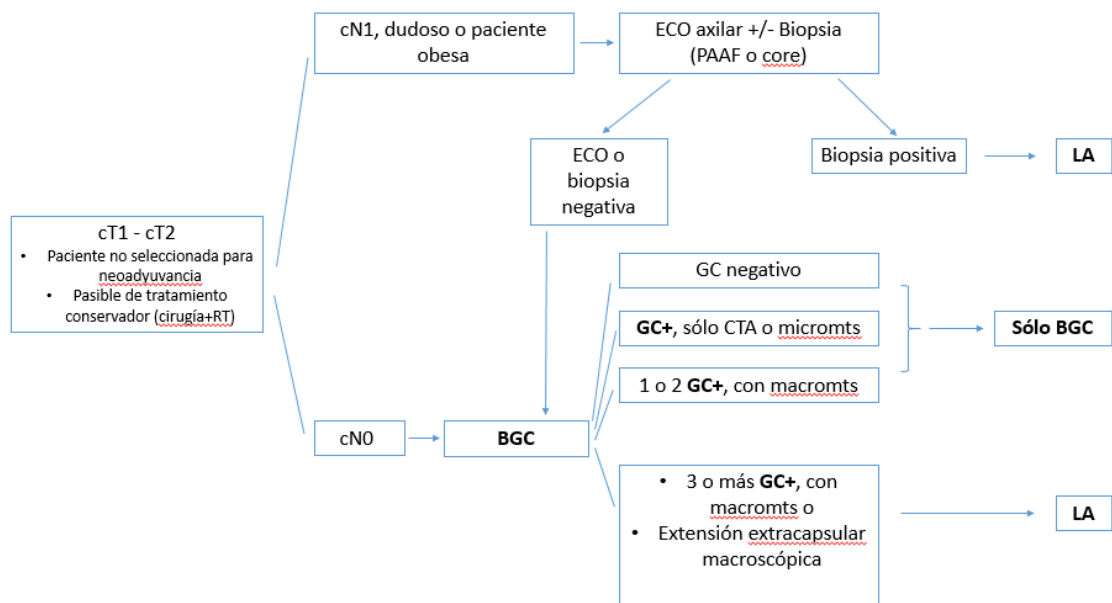 cN1, dudoso o paciente
obesa
ECO axilar +/- Biopsia
(PAAF o core)
ECO o
biopsia
negativa
Biopsia positiva
LA
cT1 - cT2
• Paciente no seleccionada para
neoadyuvancia
• Pasible de tratamiento
conservador (cirugía+RT)
GC negativo
GC+, sólo CTA o micromts
Sólo BGC
1 o 2 GC+, con macromts
cN0
BGC
• 3 o más GC+, con
macromts o
• Extensión extracapsular
macroscópica
LA